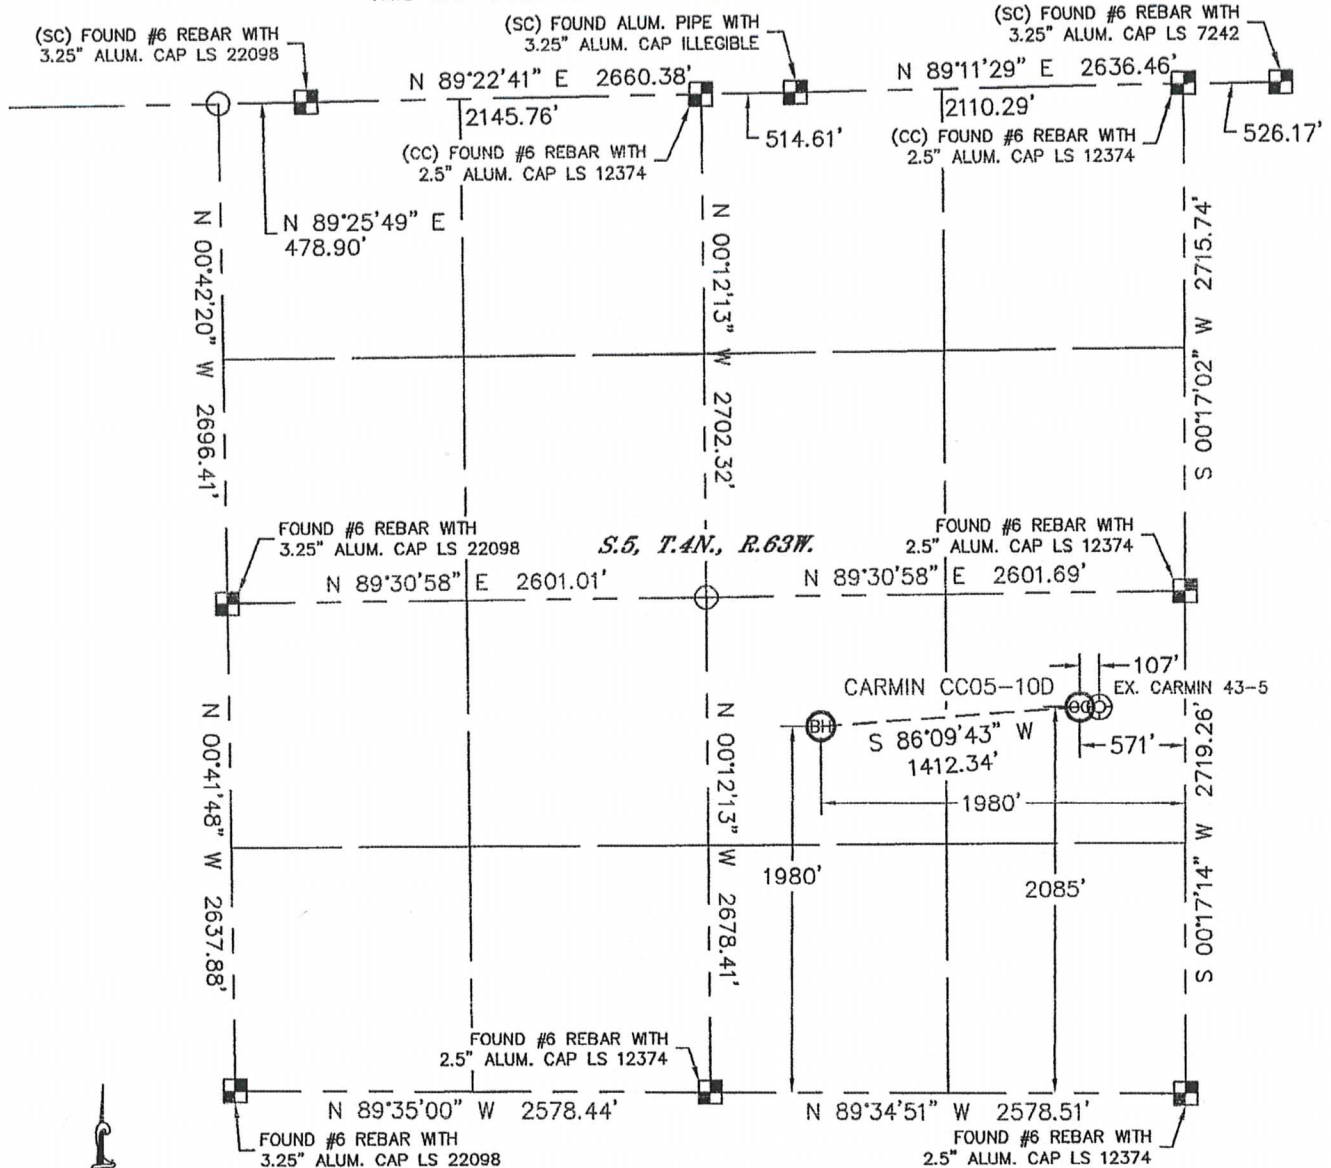 (SC) FOUND #6 REBAR WITH
3.25" ALUM. CAP LS 22098
(SC) FOUND ALUM. PIPE WITH
3.25" ALUM. CAP ILLEGIBLE
(SC) FOUND #6 REBAR WITH
3.25" ALUM. CAP LS 7242
N 89°22'41" E 2660.38'
N 89°11'29" E 2636.46'
2145.76'
514.61'
2110.29'
526.17'
(CC) FOUND #6 REBAR WITH
2.5" ALUM. CAP LS 12374
(CC) FOUND #6 REBAR WITH
2.5" ALUM. CAP LS 12374
N 89°25'49" E
478.90'
N 00°42'20" W 2696.41'
N 00°12'13" W 2702.32'
S 00°17'02" W 2715.74'
FOUND #6 REBAR WITH
3.25" ALUM. CAP LS 22098
S.5, T.4N., R.63W.
FOUND #6 REBAR WITH
2.5" ALUM. CAP LS 12374
N 89°30'58" E 2601.01'
N 89°30'58" E 2601.69'
107'
CARMIN CC05-10D
EX. CARMIN 43-5
BH
S 86°09'43" W
1412.34'
571'
1980'
N 00°41'48" W 2637.88'
N 00°12'13" W 2678.41'
S 00°17'14" W 2719.26'
1980'
2085'
FOUND #6 REBAR WITH
2.5" ALUM. CAP LS 12374
N 89°35'00" W 2578.44'
N 89°34'51" W 2578.51'
FOUND #6 REBAR WITH
3.25" ALUM. CAP LS 22098
FOUND #6 REBAR WITH
2.5" ALUM. CAP LS 12374